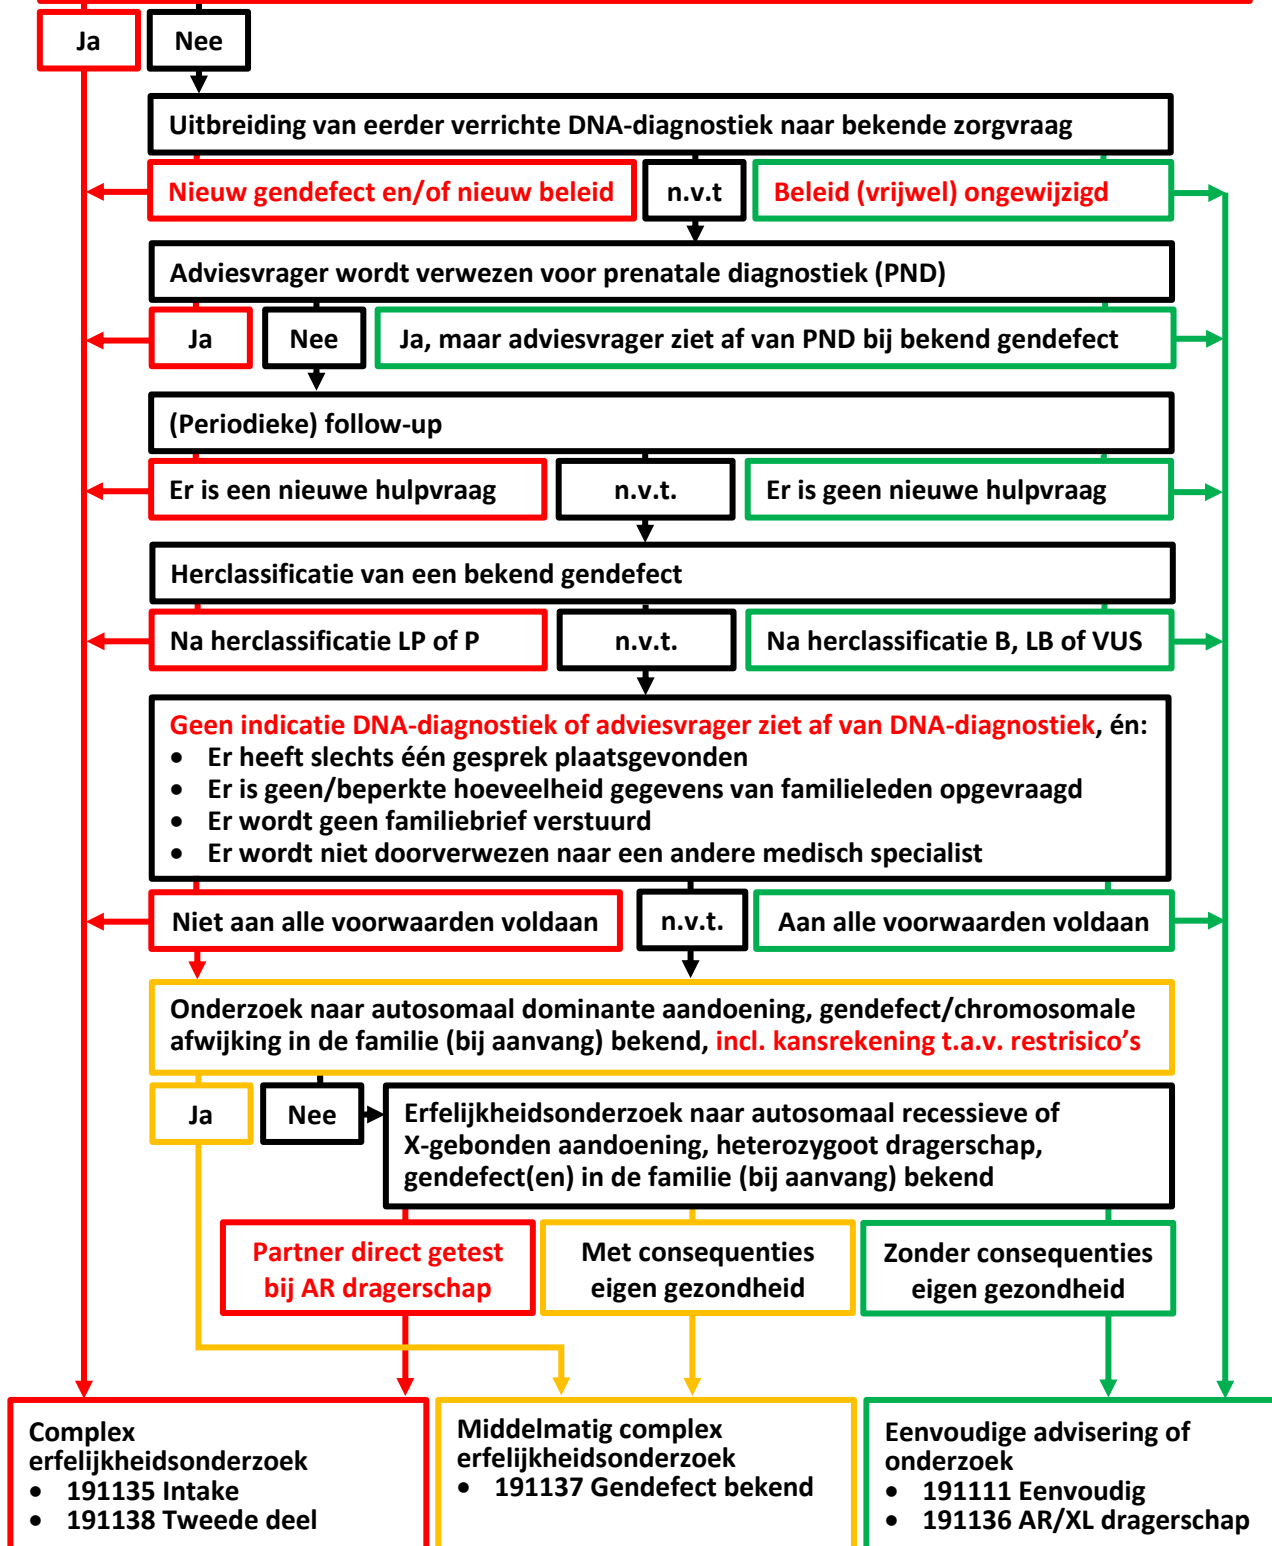 Ja
Nee
Uitbreiding van eerder verrichte DNA-diagnostiek naar bekende zorgvraag
Nieuw gendefect en/of nieuw beleid
n.v.t
Beleid (vrijwel) ongewijzigd
Adviesvrager wordt verwezen voor prenatale diagnostiek (PND)
Ja
Nee
Ja, maar adviesvrager ziet af van PND bij bekend gendefect
(Periodieke) follow-up
Er is een nieuwe hulpvraag
n.v.t.
Er is geen nieuwe hulpvraag
Herclassificatie van een bekend gendefect
Na herclassificatie LP of P
n.v.t.
Na herclassificatie B, LB of VUS
Geen indicatie DNA-diagnostiek of adviesvrager ziet af van DNA-diagnostiek, én:
• Er heeft slechts één gesprek plaatsgevonden
• Er is geen/beperkte hoeveelheid gegevens van familieleden opgevraagd
• Er wordt geen familiebrief verstuurd
• Er wordt niet doorverwezen naar een andere medisch specialist
Niet aan alle voorwaarden voldaan
n.v.t.
Aan alle voorwaarden voldaan
Onderzoek naar autosomaal dominante aandoening, gendefect/chromosomale
afwijking in de familie (bij aanvang) bekend, incl. kansrekening t.a.v. restrisico’s
Ja
Nee
Erfelijkheidsonderzoek naar autosomaal recessieve of
X-gebonden aandoening, heterozygoot dragerschap,
gendefect(en) in de familie (bij aanvang) bekend
Partner direct getest
bij AR dragerschap
Met consequenties
eigen gezondheid
Zonder consequenties
eigen gezondheid
Complex
erfelijkheidsonderzoek
• 191135 Intake
• 191138 Tweede deel
Middelmatig complex
erfelijkheidsonderzoek
• 191137 Gendefect bekend
Eenvoudige advisering of
onderzoek
• 191111 Eenvoudig
• 191136 AR/XL dragerschap